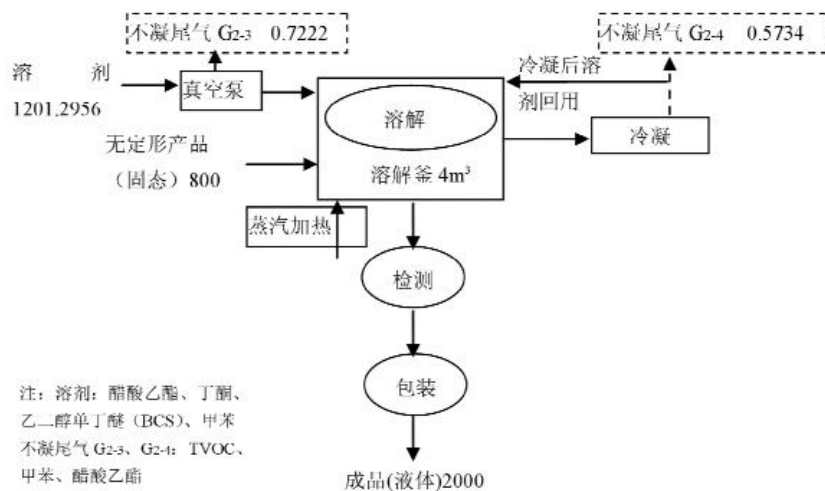 不凝尾气 G2-3 0.7222
不凝尾气 G2-4 0.5734
溶 剂
1201.2956
真空泵
冷凝后溶
剂回用
溶解
冷凝
无定形产品
（固态）800
溶解釜 4m³
蒸汽加热
检测
包装
注：溶剂：醋酸乙酯、丁酮、
乙二醇单丁醚（BCS）、甲苯
不凝尾气 G2-3、G2-4：TVOC、
甲苯、醋酸乙酯
成品(液体)2000